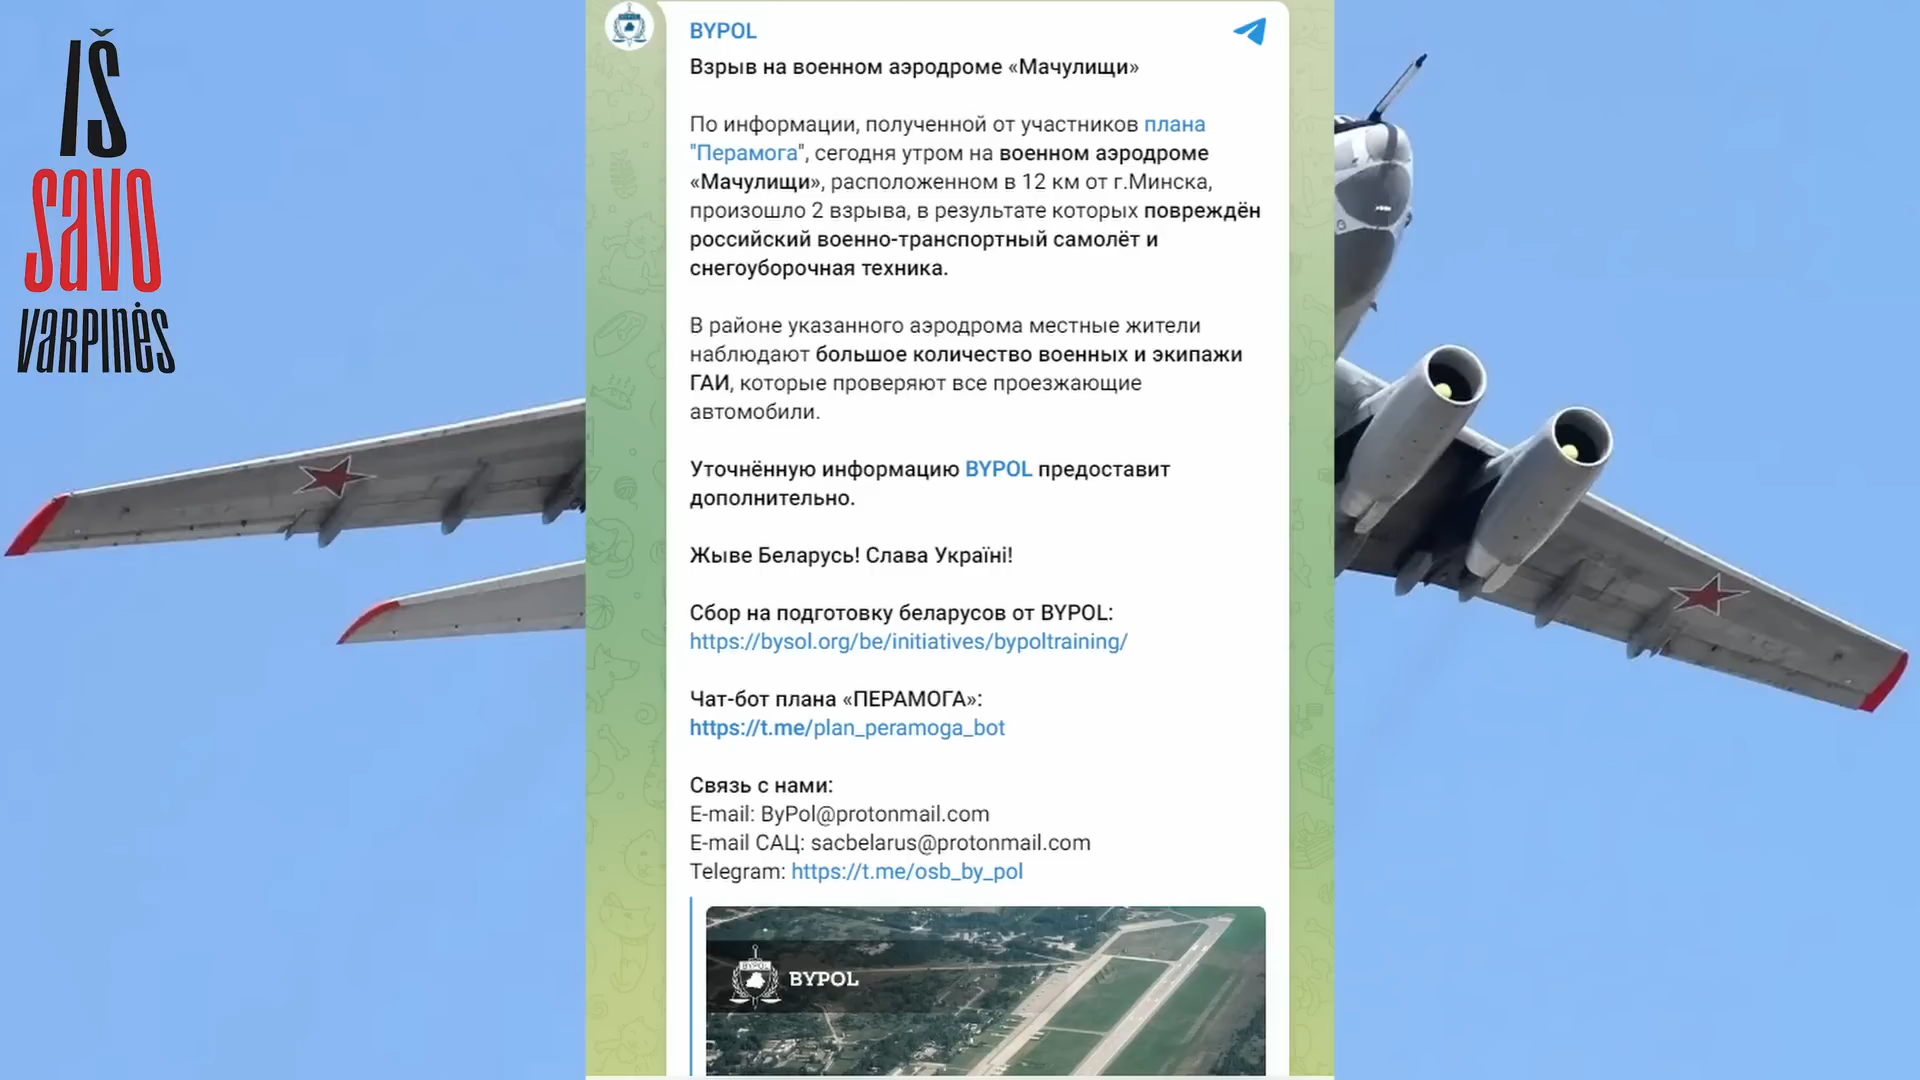 IŠ
SAVO
VARPINĖS
BYPOL
Взрыв на военном аэродроме «Мачулищи»
По информации, полученной от участников плана
"Перамога", сегодня утром на военном аэродроме
«Мачулищи», расположенном в 12 км от г.Минска,
произошло 2 взрыва, в результате которых повреждён
российский военно-транспортный самолёт и
снегоуборочная техника.
В районе указанного аэродрома местные жители
наблюдают большое количество военных и экипажи
ГАИ, которые проверяют все проезжающие
автомобили.
Уточнённую информацию BYPOL предоставит
дополнительно.
Жыве Беларусь! Слава Україні!
Сбор на подготовку беларусов от BYPOL:
https://bysol.org/be/initiatives/bypoltraining/
Чат-бот плана «ПЕРАМОГА»:
https://t.me/plan_peramoga_bot
Связь с нами:
E-mail: ByPol@protonmail.com
E-mail САЦ: sacbelarus@protonmail.com
Telegram: https://t.me/osb_by_pol
BYPOL